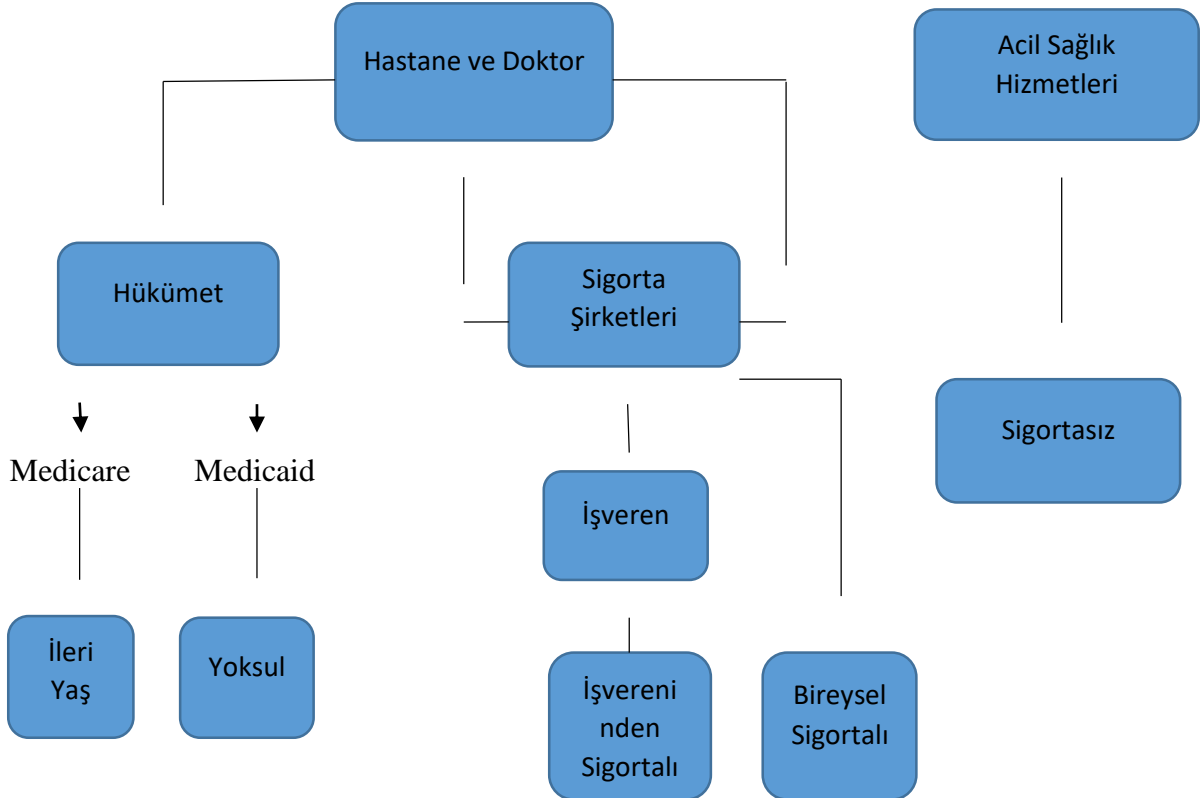 Hastane ve Doktor
Acil Sağlık
Hizmetleri
Hükümet
Sigorta
Şirketleri
Sigortasız
Medicare
Medicaid
İşveren
İleri
Yaş
Yoksul
İşvereni
nden
Sigortalı
Bireysel
Sigortalı